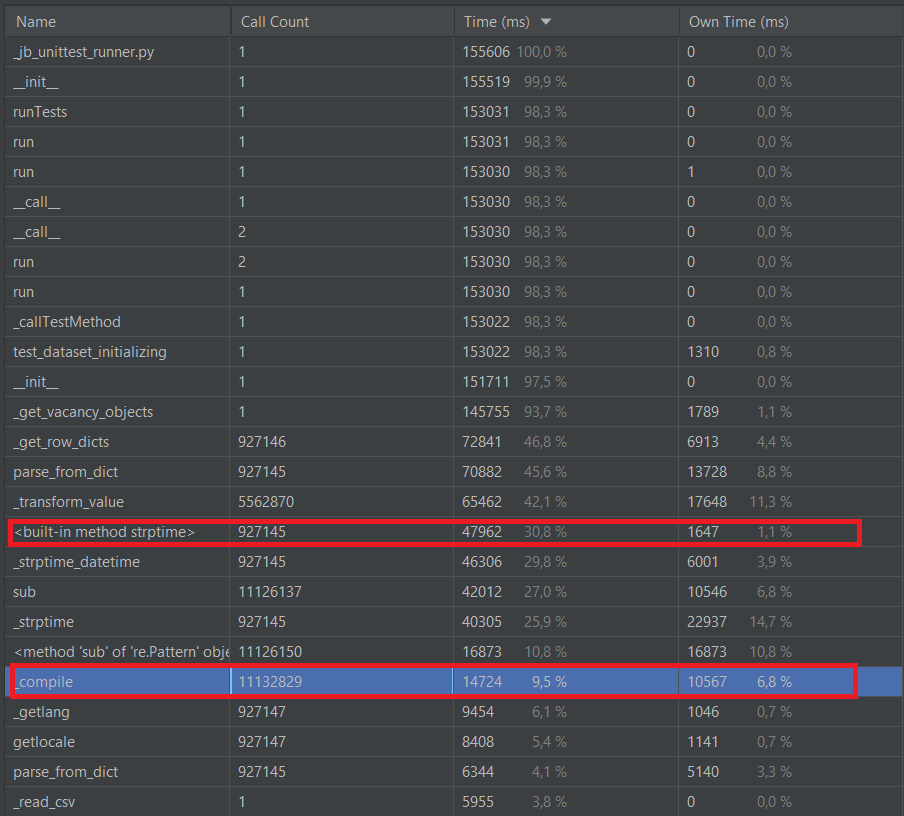 Name Call Count Time (ms) Own Time (ms)
_jb_unittest_runner.py 1 155606 100,0 % 0 0,0 %
__init__ 1 155519 99,9 % 0 0,0 %
runTests 1 153031 98,3 % 0 0,0 %
run 1 153031 98,3 % 0 0,0 %
run 1 153030 98,3 % 1 0,0 %
__call__ 1 153030 98,3 % 0 0,0 %
__call__ 2 153030 98,3 % 0 0,0 %
run 2 153030 98,3 % 0 0,0 %
run 1 153030 98,3 % 0 0,0 %
_callTestMethod 1 153022 98,3 % 0 0,0 %
test_dataset_initializing 1 153022 98,3 % 1310 0,8 %
__init__ 1 151711 97,5 % 0 0,0 %
_get_vacancy_objects 1 145755 93,7 % 1789 1,1 %
_get_row_dicts 927146 72841 46,8 % 6913 4,4 %
parse_from_dict 927145 70882 45,6 % 13728 8,8 %
_transform_value 5562870 65462 42,1 % 17648 11,3 %
<built-in method strptime> 927145 47962 30,8 % 1647 1,1 %
_strptime_datetime 927145 46306 29,8 % 6001 3,9 %
sub 11126137 42012 27,0 % 10546 6,8 %
_strptime 927145 40305 25,9 % 22937 14,7 %
<method 'sub' of 're.Pattern' obje 11126150 16873 10,8 % 16873 10,8 %
_compile 11132829 14724 9,5 % 10567 6,8 %
_getlang 927147 9454 6,1 % 1046 0,7 %
getlocale 927147 8408 5,4 % 1141 0,7 %
parse_from_dict 927145 6344 4,1 % 5140 3,3 %
_read_csv 1 5955 3,8 % 0 0,0 %